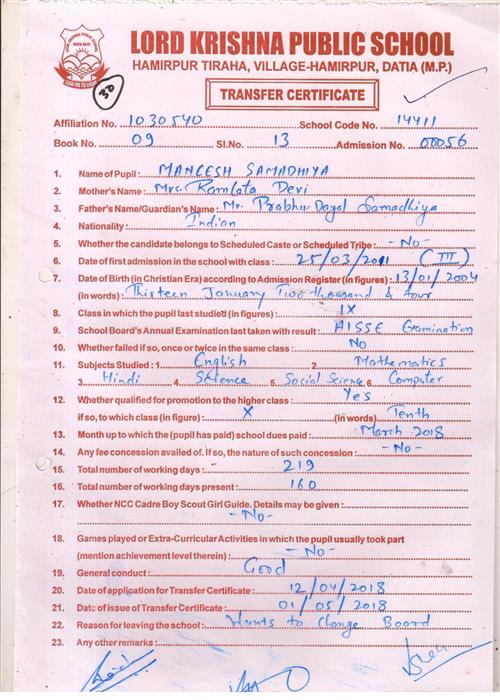 LORD KRISHNA PUBLIC SCHOOL
HAMIRPUR TIRAHA, VILLAGE-HAMIRPUR, DATIA (M.P.)
TRANSFER CERTIFICATE
30
Affiliation No. 1030540 School Code No. 14411
Book No. 09 Sl.No. 13 Admission No. 00056
1. Name of Pupil : MANEESH SAMADHIYA
2. Mother's Name : Mrs. Ramlata Devi
3. Father's Name/Guardian's Name : Mr. Prabhu Dayal Samadhiya
4. Nationality : Indian
5. Whether the candidate belongs to Scheduled Caste or Scheduled Tribe : -No-
6. Date of first admission in the school with class : 25/03/2011 (III)
7. Date of Birth (in Christian Era) according to Admission Register (in figures) : 13/01/2004
(in words) : Thirteen January Two thousand & four
8. Class in which the pupil last studied (in figures) : IX
9. School Board's Annual Examination last taken with result : AISSE Examination
10. Whether failed if so, once or twice in the same class : No
11. Subjects Studied : 1. English 2. Mathematics
3. Hindi 4. Science 5. Social Science 6. Computer
12. Whether qualified for promotion to the higher class : Yes
if so, to which class (in figure) : X (in words) Tenth
13. Month up to which the (pupil has paid) school dues paid : March 2018
14. Any fee concession availed of. if so, the nature of such concession : -No-
15. Total number of working days : 219
16. Total number of working days present : 160
17. Whether NCC Cadre Boy Scout Girl Guide. Details may be given :
-No-
18. Games played or Extra-Curricular Activities in which the pupil usually took part
(mention achievement level therein) : -No-
19. General conduct : Good
20. Date of application for Transfer Certificate : 12/04/2018
21. Date of issue of Transfer Certificate : 01/05/2018
22. Reason for leaving the school : Wants to Change Board
23. Any other remarks :